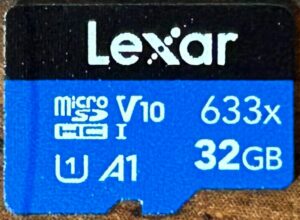 Lexar
micro SD HC I V10 633x
U1 A1 32GB